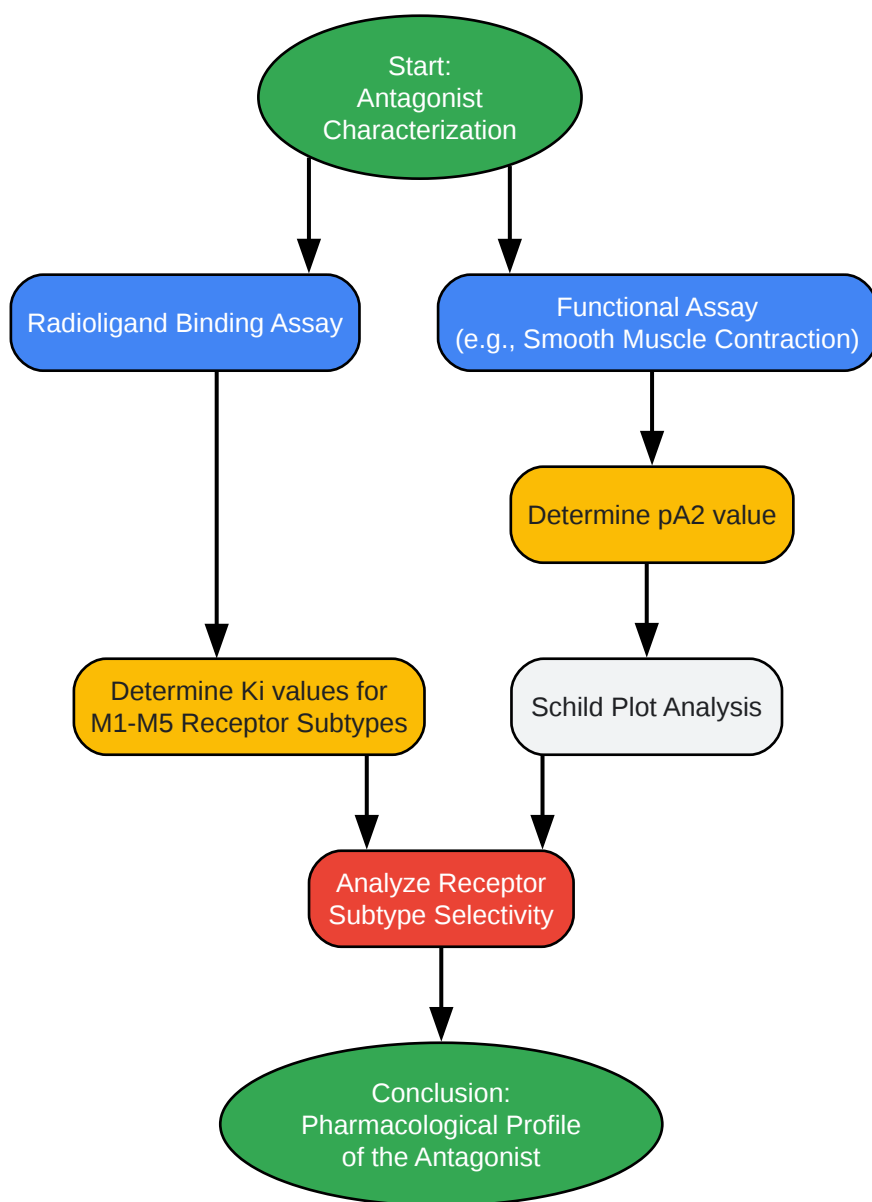 Start:
Antagonist
Characterization
Radioligand Binding Assay
Functional Assay
(e.g., Smooth Muscle Contraction)
Determine pA2 value
Determine Ki values for
M1-M5 Receptor Subtypes
Schild Plot Analysis
Analyze Receptor
Subtype Selectivity
Conclusion:
Pharmacological Profile
of the Antagonist